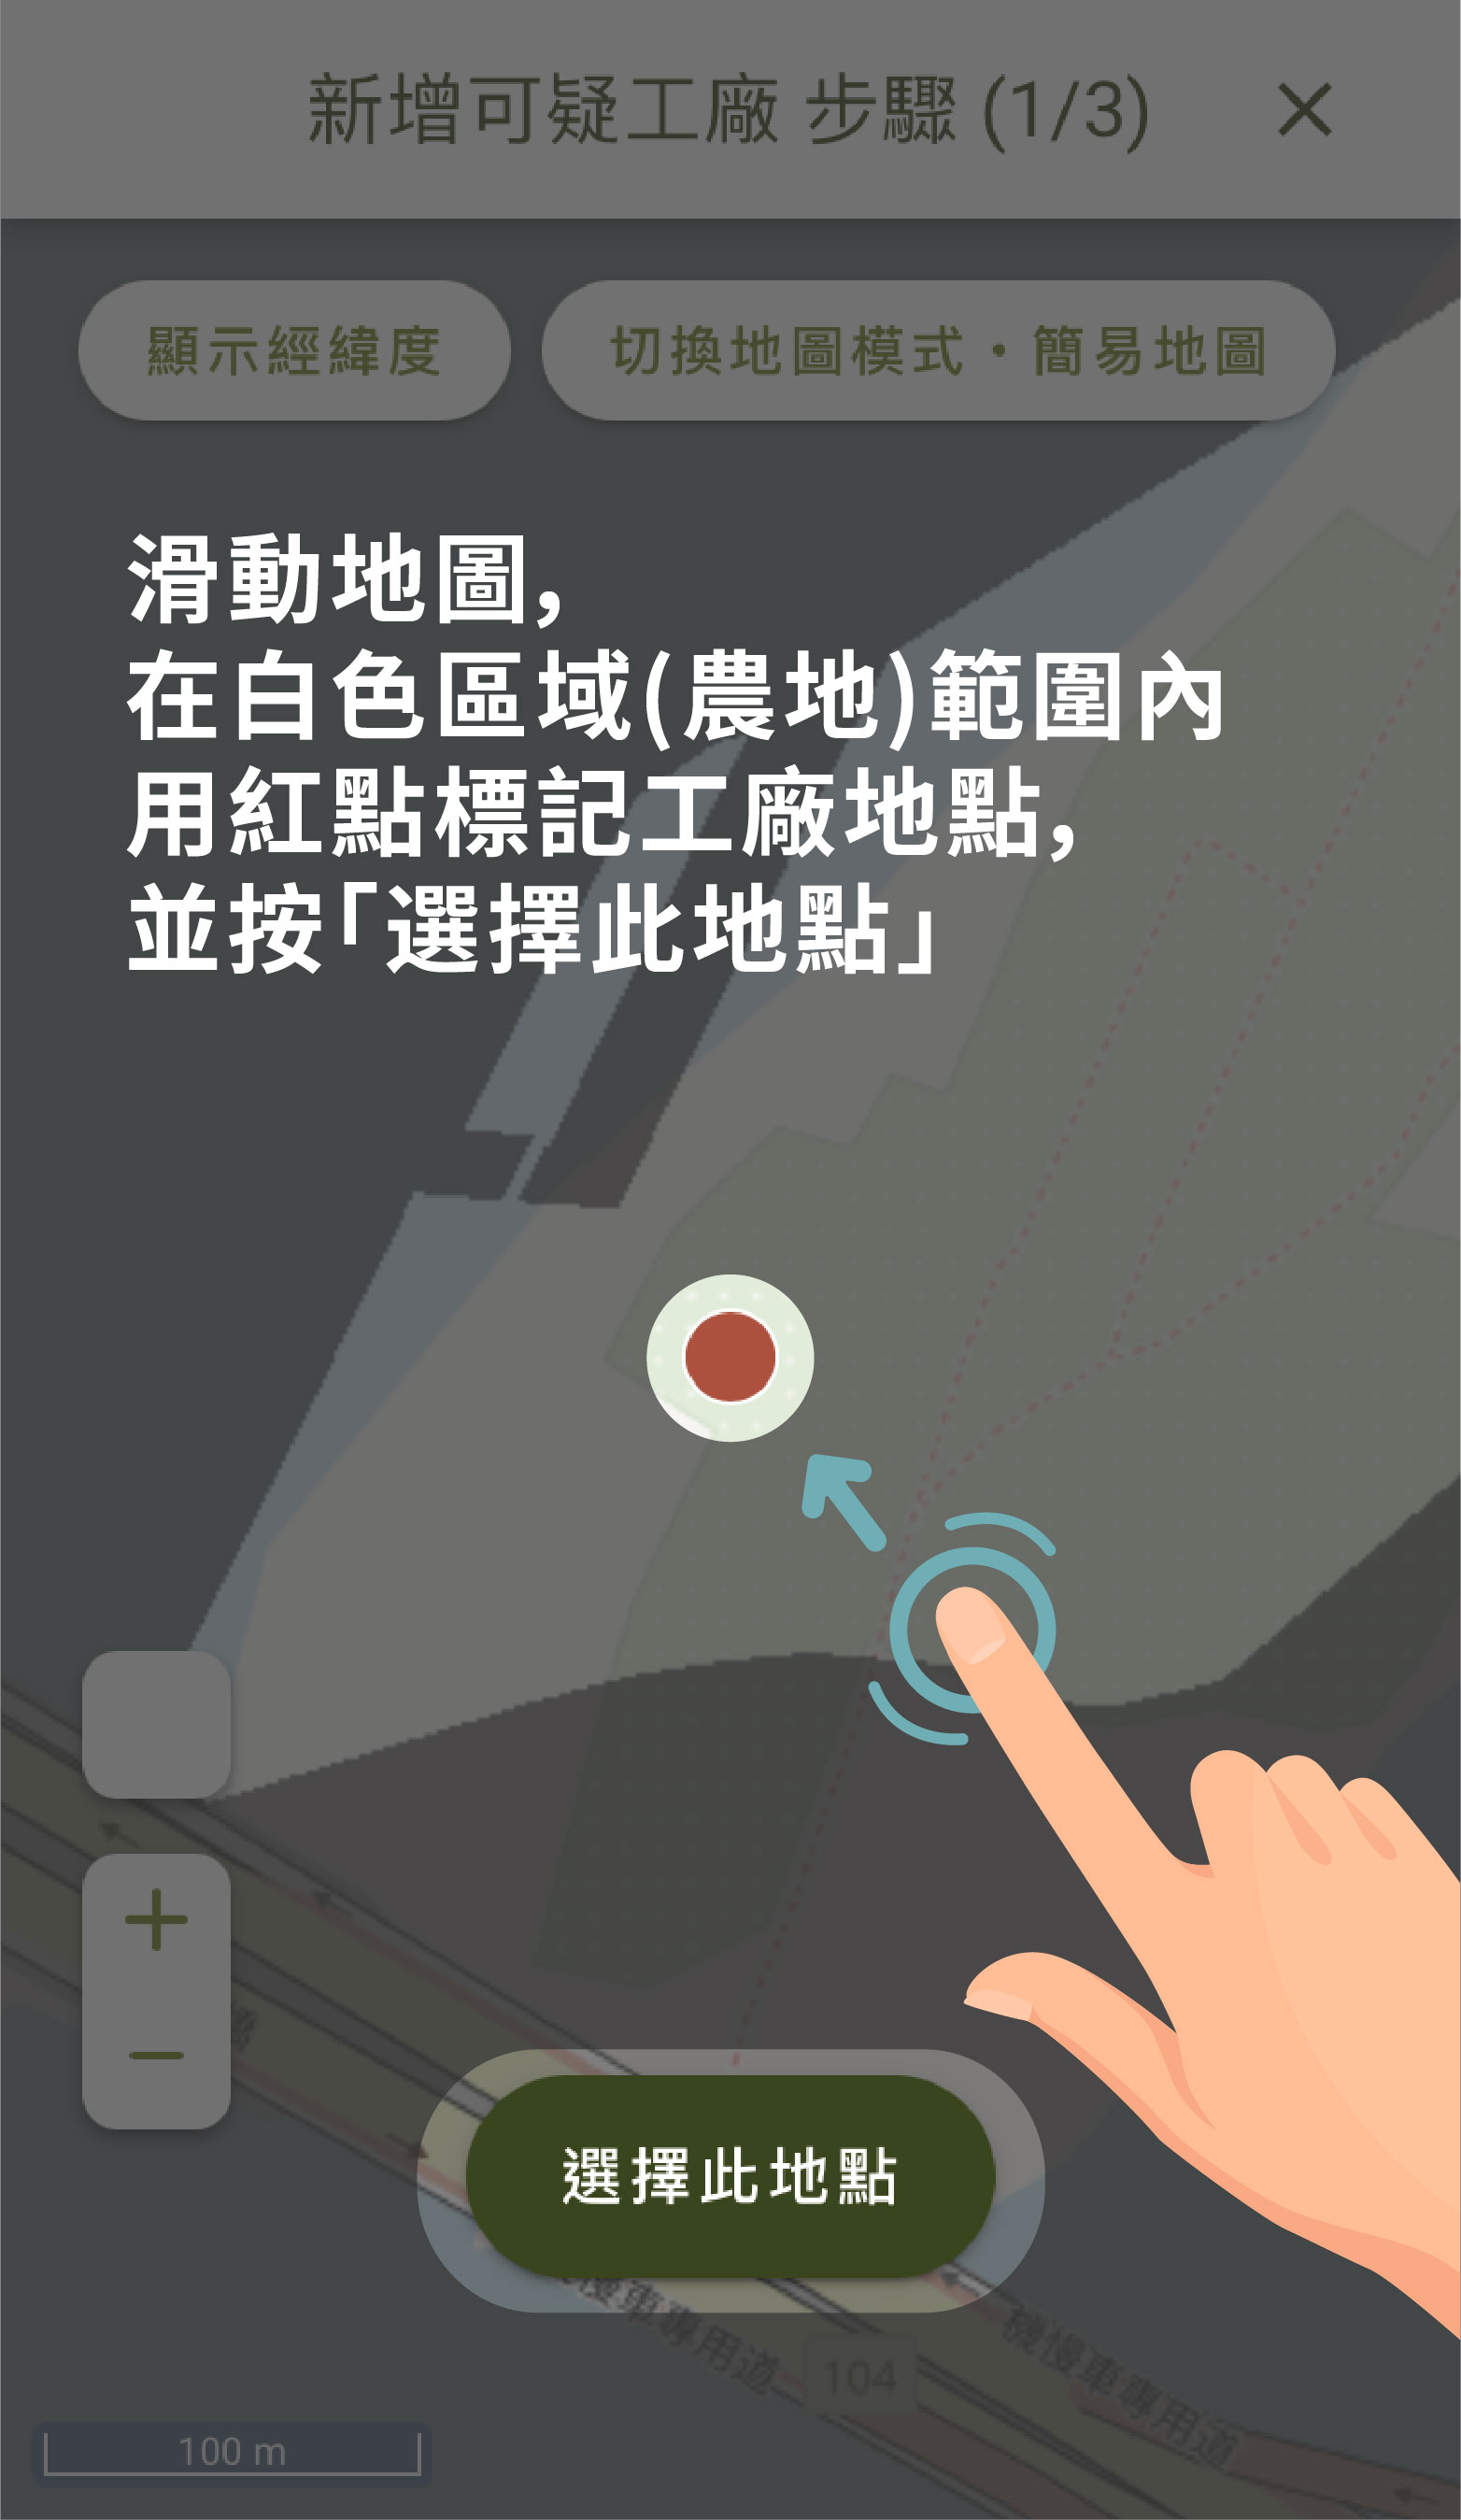 新增可疑工廠 步驟 (1/3)
顯示經緯度
切換地圖模式・簡易地圖
滑動地圖,
在白色區域(農地)範圍內
用紅點標記工廠地點,
並按「選擇此地點」
選擇此地點
慢車專用道
機慢車專用道
104
100 m